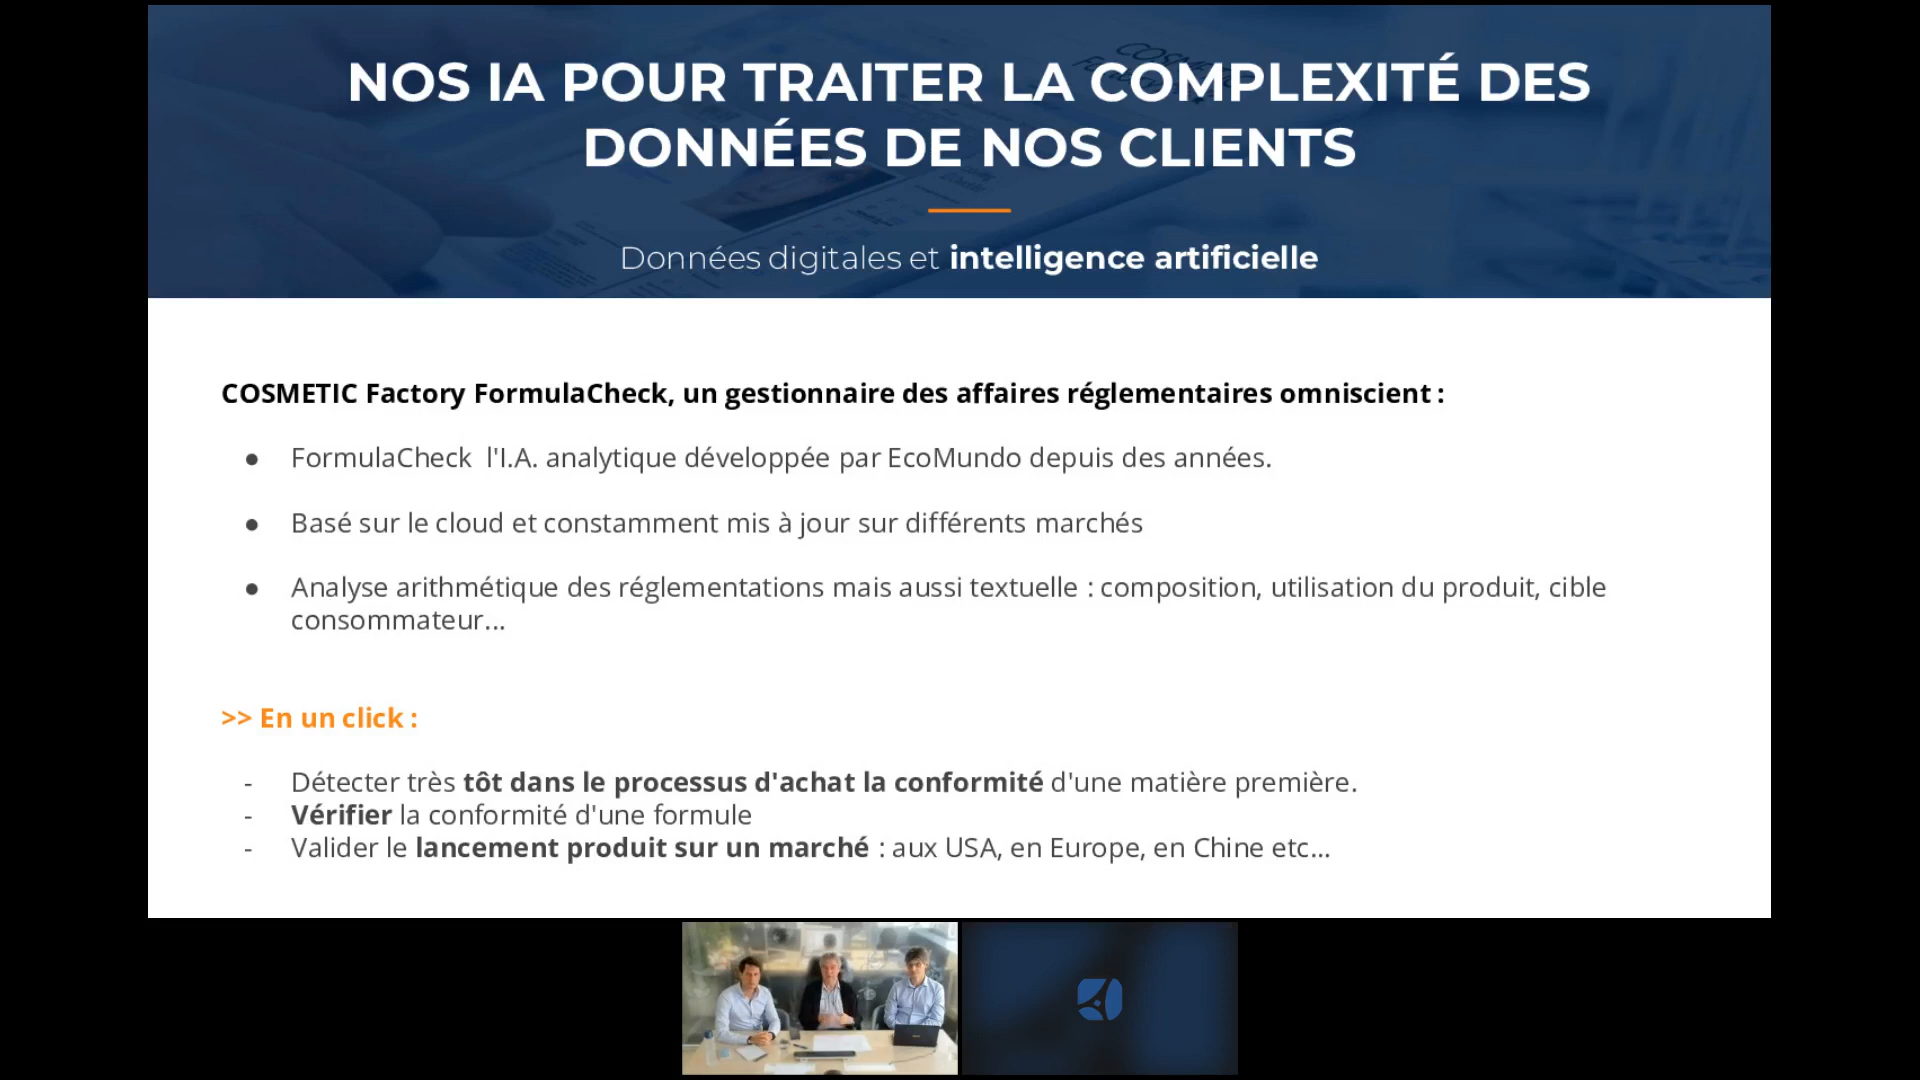 NOS IA POUR TRAITER LA COMPLEXITÉ DES
DONNÉES DE NOS CLIENTS
Données digitales et intelligence artificielle
COSMETIC Factory FormulaCheck, un gestionnaire des affaires réglementaires omniscient :
● FormulaCheck l'I.A. analytique développée par EcoMundo depuis des années.
● Basé sur le cloud et constamment mis à jour sur différents marchés
● Analyse arithmétique des réglementations mais aussi textuelle : composition, utilisation du produit, cible
consommateur...
>> En un click :
- Détecter très tôt dans le processus d'achat la conformité d'une matière première.
- Vérifier la conformité d'une formule
- Valider le lancement produit sur un marché : aux USA, en Europe, en Chine etc...